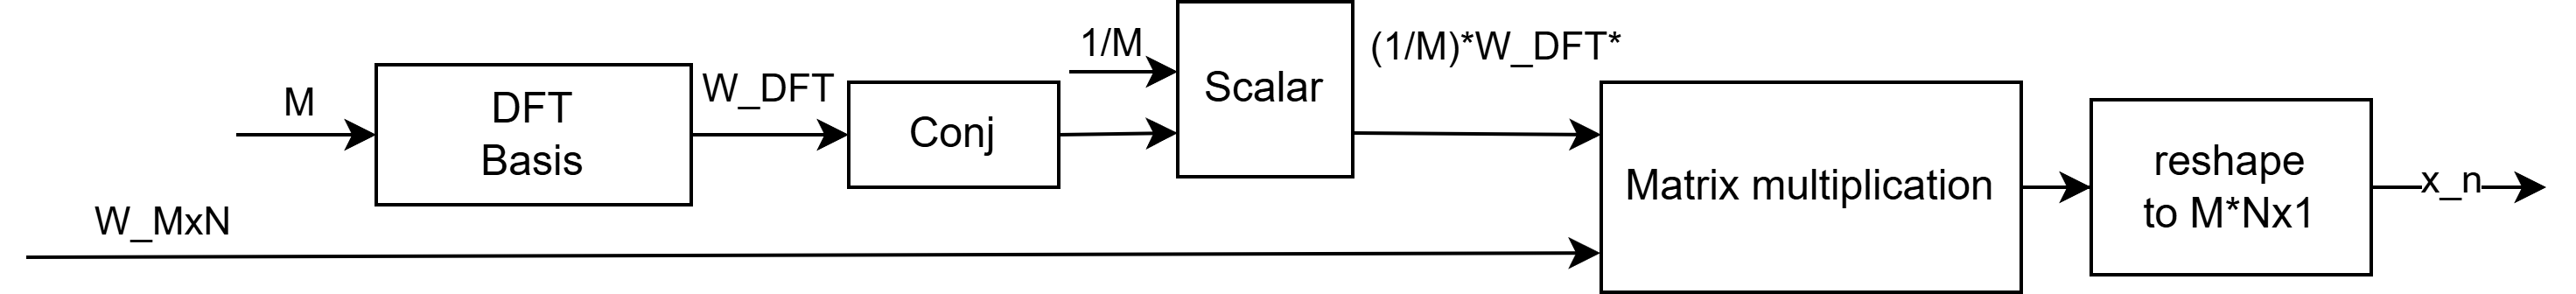 M
DFT
Basis
W_DFT
Conj
1/M
Scalar
(1/M)*W_DFT*
W_MxN
Matrix multiplication
reshape
to M*Nx1
x_n